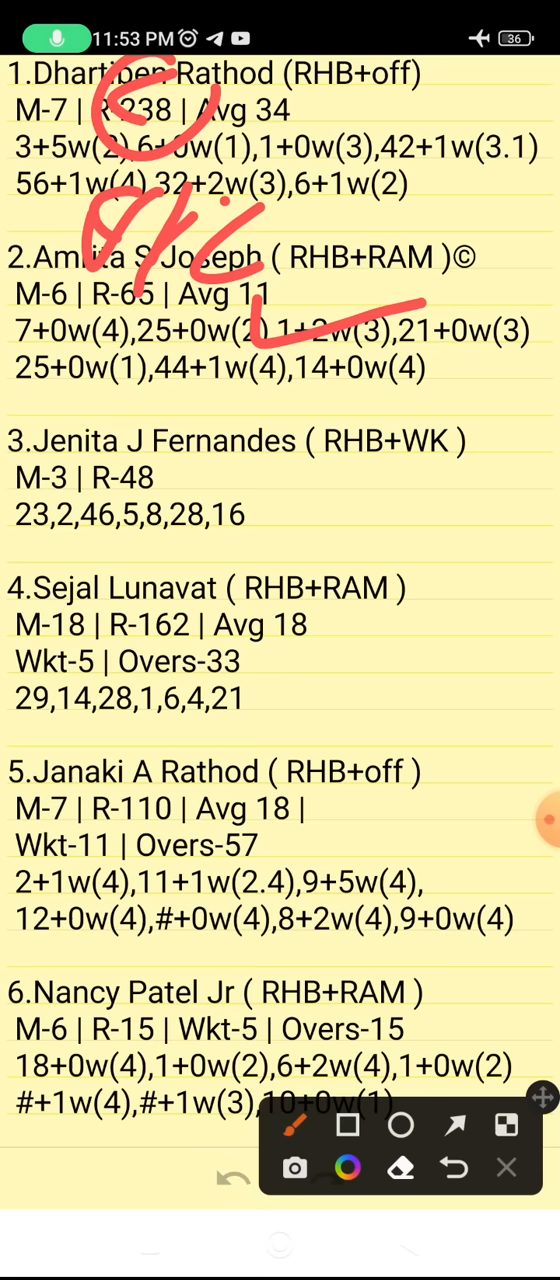 11:53 PM
36
1.Dhartiben Rathod (RHB+off)
M-7 | R-238 | Avg 34
3+5w(2),6+0w(1),1+0w(3),42+1w(3.1)
56+1w(4),32+2w(3),6+1w(2)
2.Amrita S Joseph ( RHB+RAM )©
M-6 | R-65 | Avg 11
7+0w(4),25+0w(2),1+2w(3),21+0w(3)
25+0w(1),44+1w(4),14+0w(4)
3.Jenita J Fernandes ( RHB+WK )
M-3 | R-48
23,2,46,5,8,28,16
4.Sejal Lunavat ( RHB+RAM )
M-18 | R-162 | Avg 18
Wkt-5 | Overs-33
29,14,28,1,6,4,21
5.Janaki A Rathod ( RHB+off )
M-7 | R-110 | Avg 18 |
Wkt-11 | Overs-57
2+1w(4),11+1w(2.4),9+5w(4),
12+0w(4),#+0w(4),8+2w(4),9+0w(4)
6.Nancy Patel Jr ( RHB+RAM )
M-6 | R-15 | Wkt-5 | Overs-15
18+0w(4),1+0w(2),6+2w(4),1+0w(2)
#+1w(4),#+1w(3),10+0w(1)